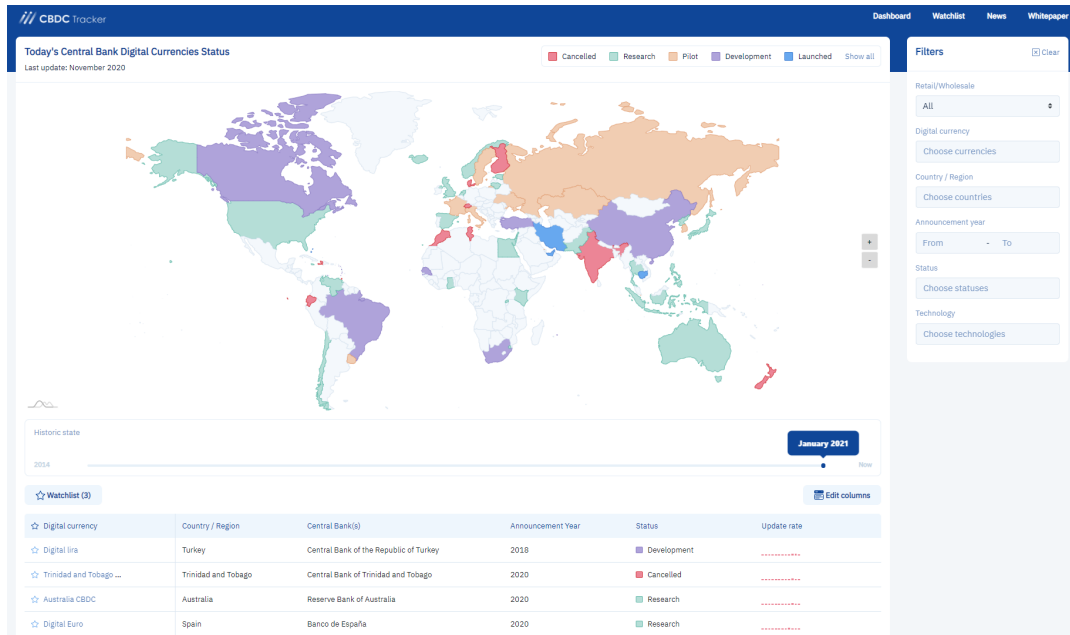 CBDC Tracker
Dashboard Watchlist News Whitepaper
Today's Central Bank Digital Currencies Status
Last update: November 2020
Cancelled Research Pilot Development Launched Show all
Filters
Clear
Retail/Wholesale
All
Digital currency
Choose currencies
Country / Region
Choose countries
Announcement year
From - To
Status
Choose statuses
Technology
Choose technologies
+
-
Historic state
January 2021
2014
Now
Watchlist (3)
Edit columns
Digital currency Country / Region Central Bank(s) Announcement Year Status Update rate
Digital lira Turkey Central Bank of the Republic of Turkey 2018 Development
Trinidad and Tobago ... Trinidad and Tobago Central Bank of Trinidad and Tobago 2020 Cancelled
Australia CBDC Australia Reserve Bank of Australia 2020 Research
Digital Euro Spain Banco de España 2020 Research